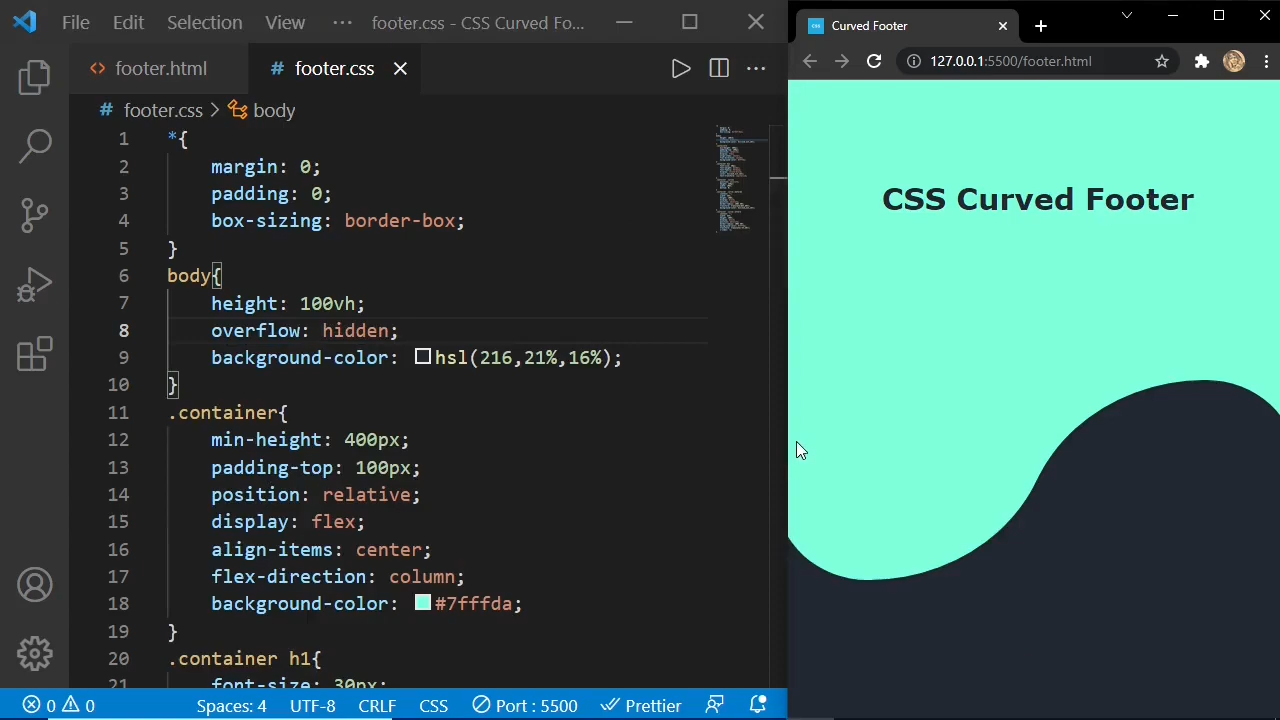 File Edit Selection View ··· footer.css - CSS Curved Fo...
footer.html
# footer.css
# footer.css > body
1 *{
2 margin: 0;
3 padding: 0;
4 box-sizing: border-box;
5 }
6 body{
7 height: 100vh;
8 overflow: hidden;
9 background-color: hsl(216,21%,16%);
10 }
11 .container{
12 min-height: 400px;
13 padding-top: 100px;
14 position: relative;
15 display: flex;
16 align-items: center;
17 flex-direction: column;
18 background-color: #7fffda;
19 }
20 .container h1{
21 font-size: 30px;
0 0 Spaces: 4 UTF-8 CRLF CSS Port : 5500 Prettier
Curved Footer
127.0.0.1:5500/footer.html
CSS Curved Footer